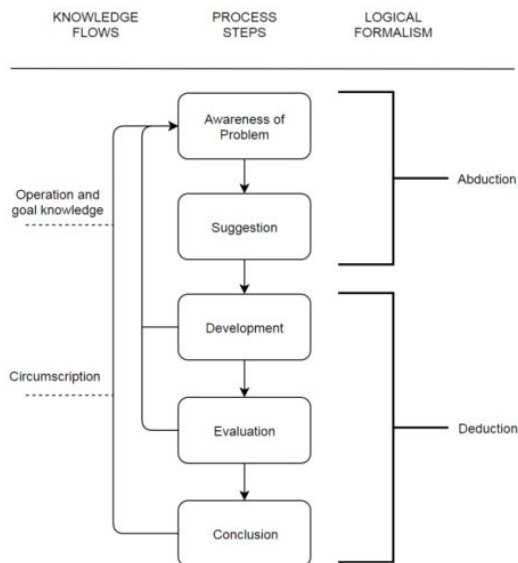 KNOWLEDGE
FLOWS
PROCESS
STEPS
LOGICAL
FORMALISM
Awareness of
Problem
Abduction
Operation and
goal knowledge
Suggestion
Development
Circumscription
Evaluation
Deduction
Conclusion